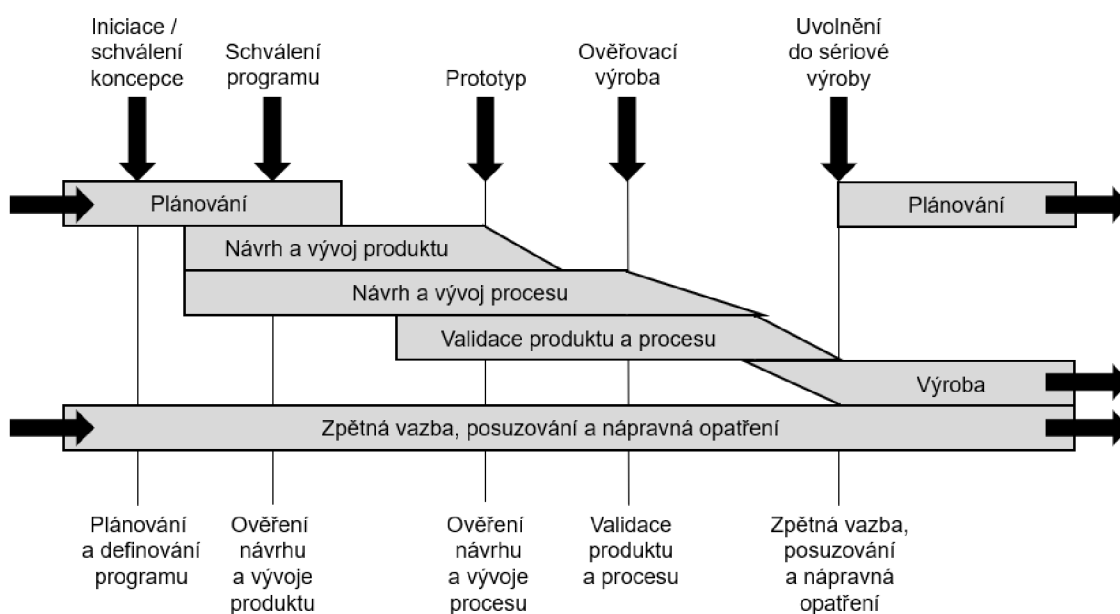 Iniciace /
schválení
koncepce
Schválení
programu
Prototyp
Ověřovací
výroba
Uvolnění
do sériové
výroby
Plánování
Plánování
Návrh a vývoj produktu
Návrh a vývoj procesu
Validace produktu a procesu
Výroba
Zpětná vazba, posuzování a nápravná opatření
Plánování
a definování
programu
Ověření
návrhu
a vývoje
produktu
Ověření
návrhu
a vývoje
procesu
Validace
produktu
a procesu
Zpětná vazba,
posuzování
a nápravná
opatření